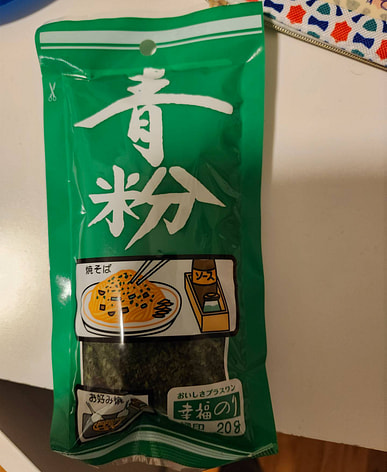 青
粉
焼そば
ソース
お好み焼
おいしさプラスワン
幸福のり
20g